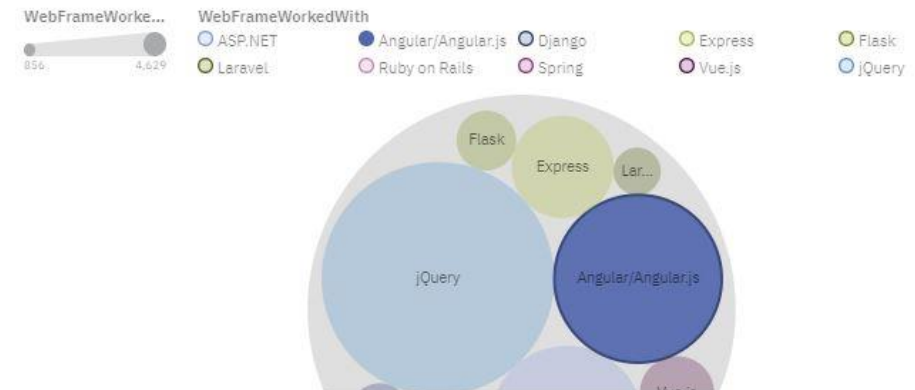 WebFrameWorke... WebFrameWorkedWith
ASP.NET Angular/Angular.js Django Express Flask
856 4,629
Laravel Ruby on Rails Spring Vue.js jQuery
Flask
Express
Lar...
jQuery
Angular/Angular.js